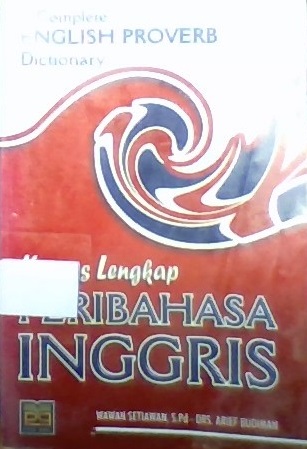 Complete
ENGLISH PROVERB
Dictionary
Lengkap
PERIBAHASA
INGGRIS
WAWAN SETIAWAN, S.Pd - DRS. ARIEF BUDIMAN